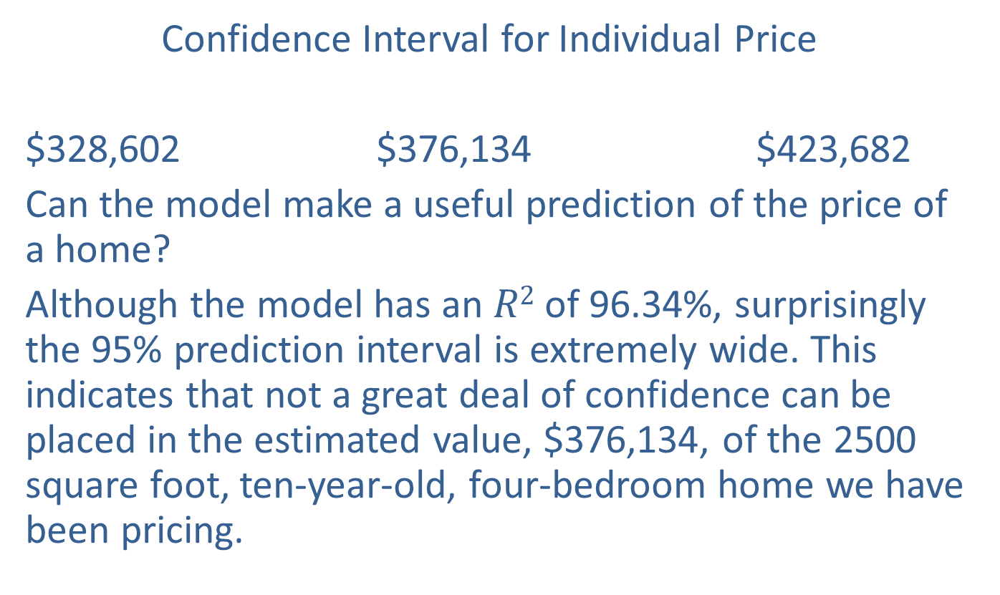 Confidence Interval for Individual Price
$328,602 $376,134 $423,682
Can the model make a useful prediction of the price of
a home?
Although the model has an R² of 96.34%, surprisingly
the 95% prediction interval is extremely wide. This
indicates that not a great deal of confidence can be
placed in the estimated value, $376,134, of the 2500
square foot, ten-year-old, four-bedroom home we have
been pricing.